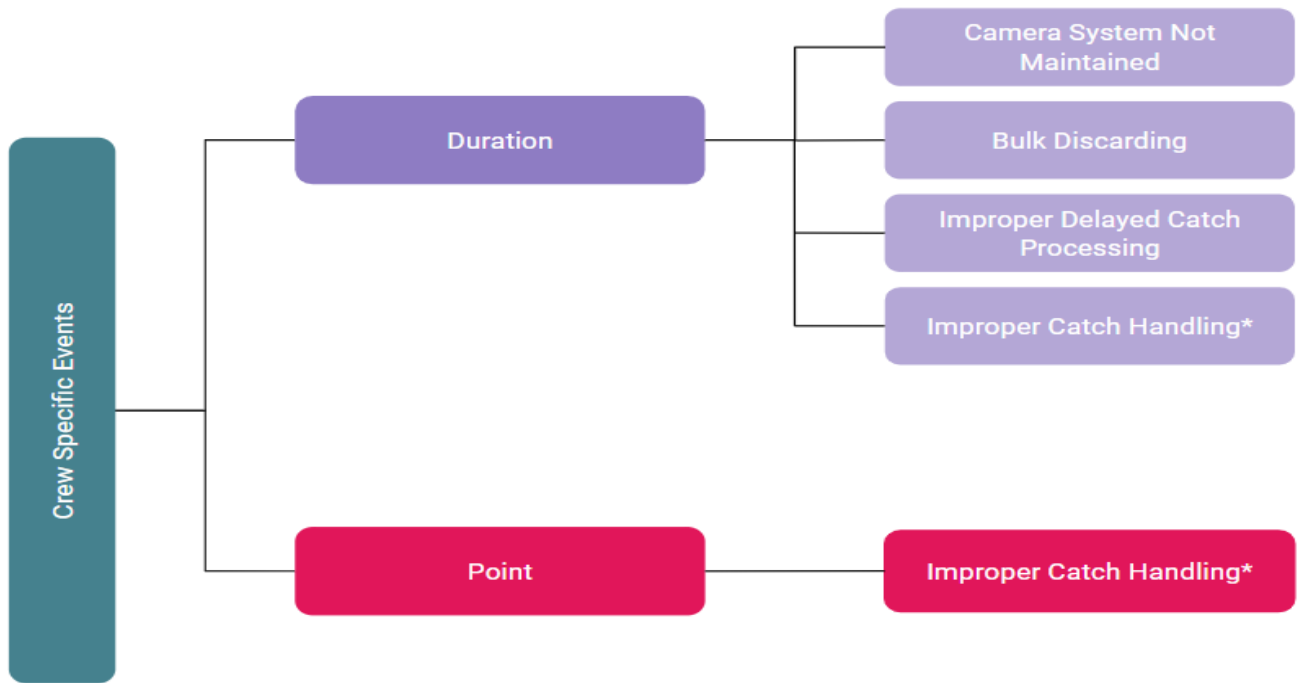 Crew Specific Events
Duration
Camera System Not
Maintained
Bulk Discarding
Improper Delayed Catch
Processing
Improper Catch Handling*
Point
Improper Catch Handling*